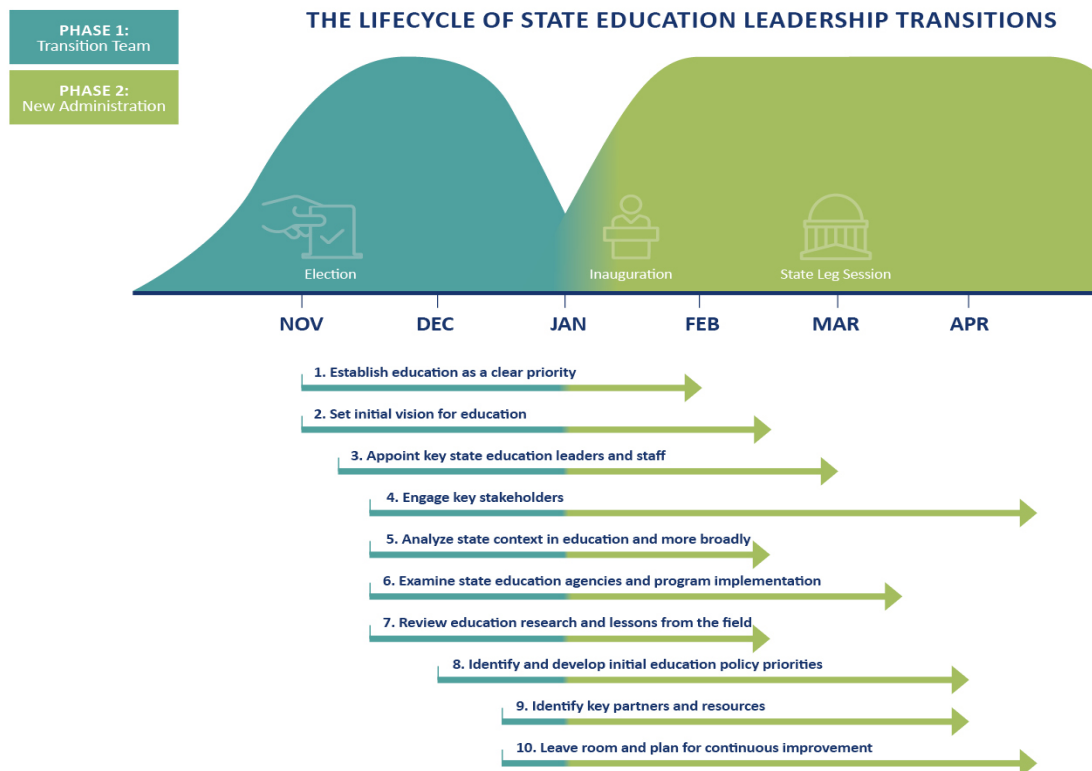 THE LIFECYCLE OF STATE EDUCATION LEADERSHIP TRANSITIONS
PHASE 1:
Transition Team
PHASE 2:
New Administration
Election
Inauguration
State Leg Session
NOV
DEC
JAN
FEB
MAR
APR
1. Establish education as a clear priority
2. Set initial vision for education
3. Appoint key state education leaders and staff
4. Engage key stakeholders
5. Analyze state context in education and more broadly
6. Examine state education agencies and program implementation
7. Review education research and lessons from the field
8. Identify and develop initial education policy priorities
9. Identify key partners and resources
10. Leave room and plan for continuous improvement